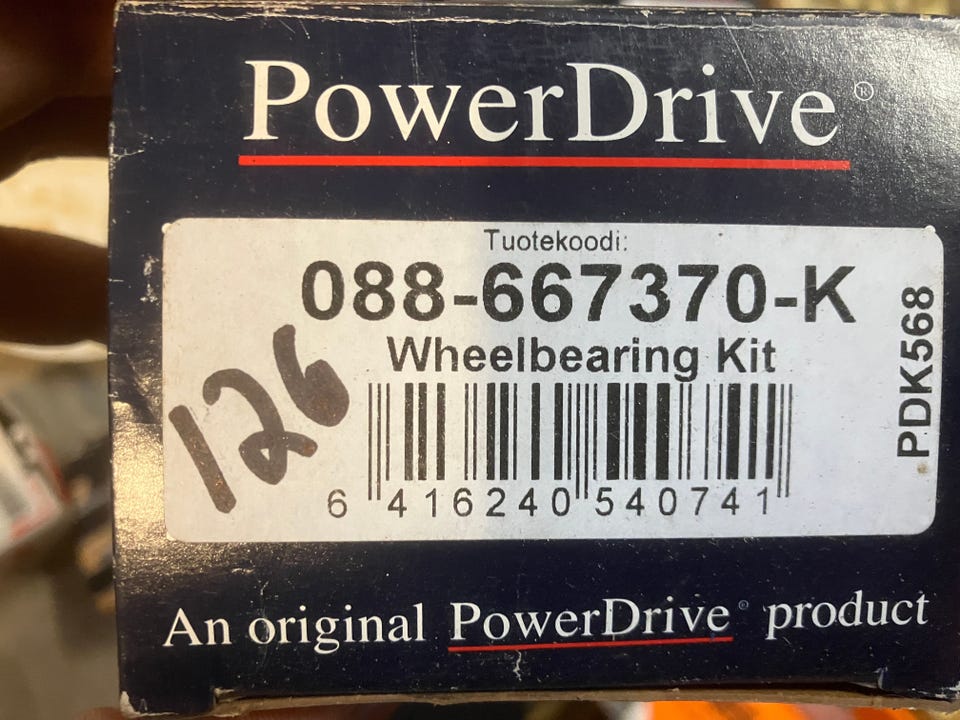 PowerDrive®
Tuotekoodi:
088-667370-K
Wheelbearing Kit
PDK568
126
6 416240 540741
An original PowerDrive® product